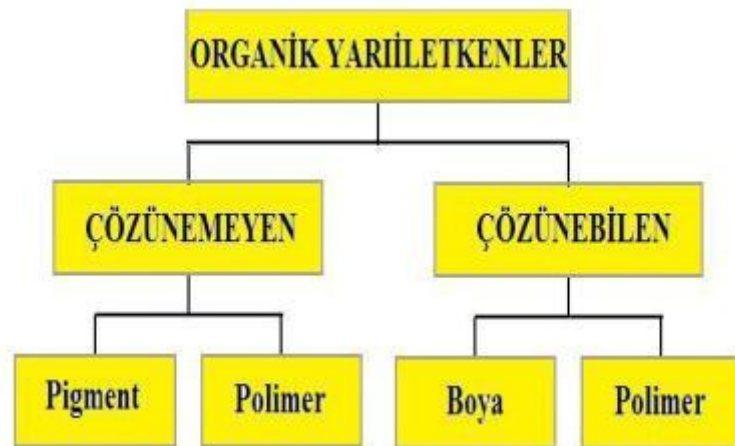 ORGANİK YARIİLETKENLER
ÇÖZÜNEMEYEN
ÇÖZÜNEBİLEN
Pigment
Polimer
Boya
Polimer